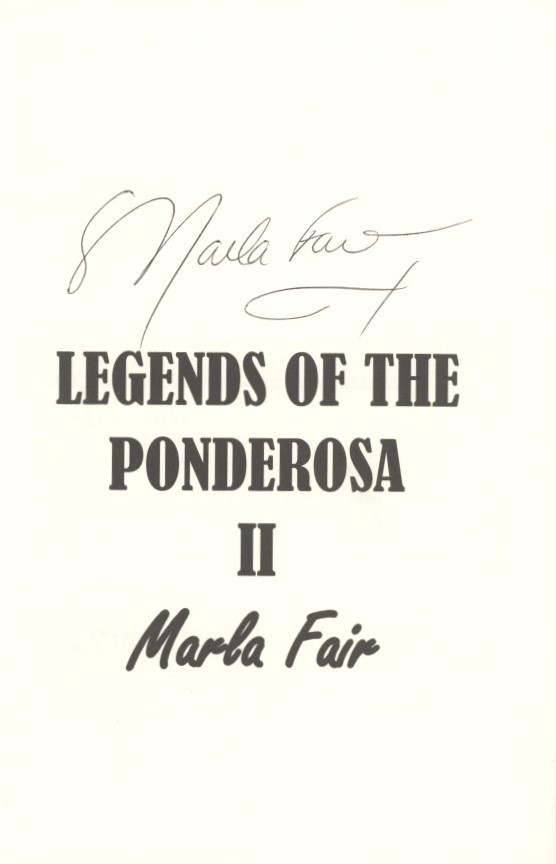 Marla Fair
LEGENDS OF THE
PONDEROSA
II
Marla Fair